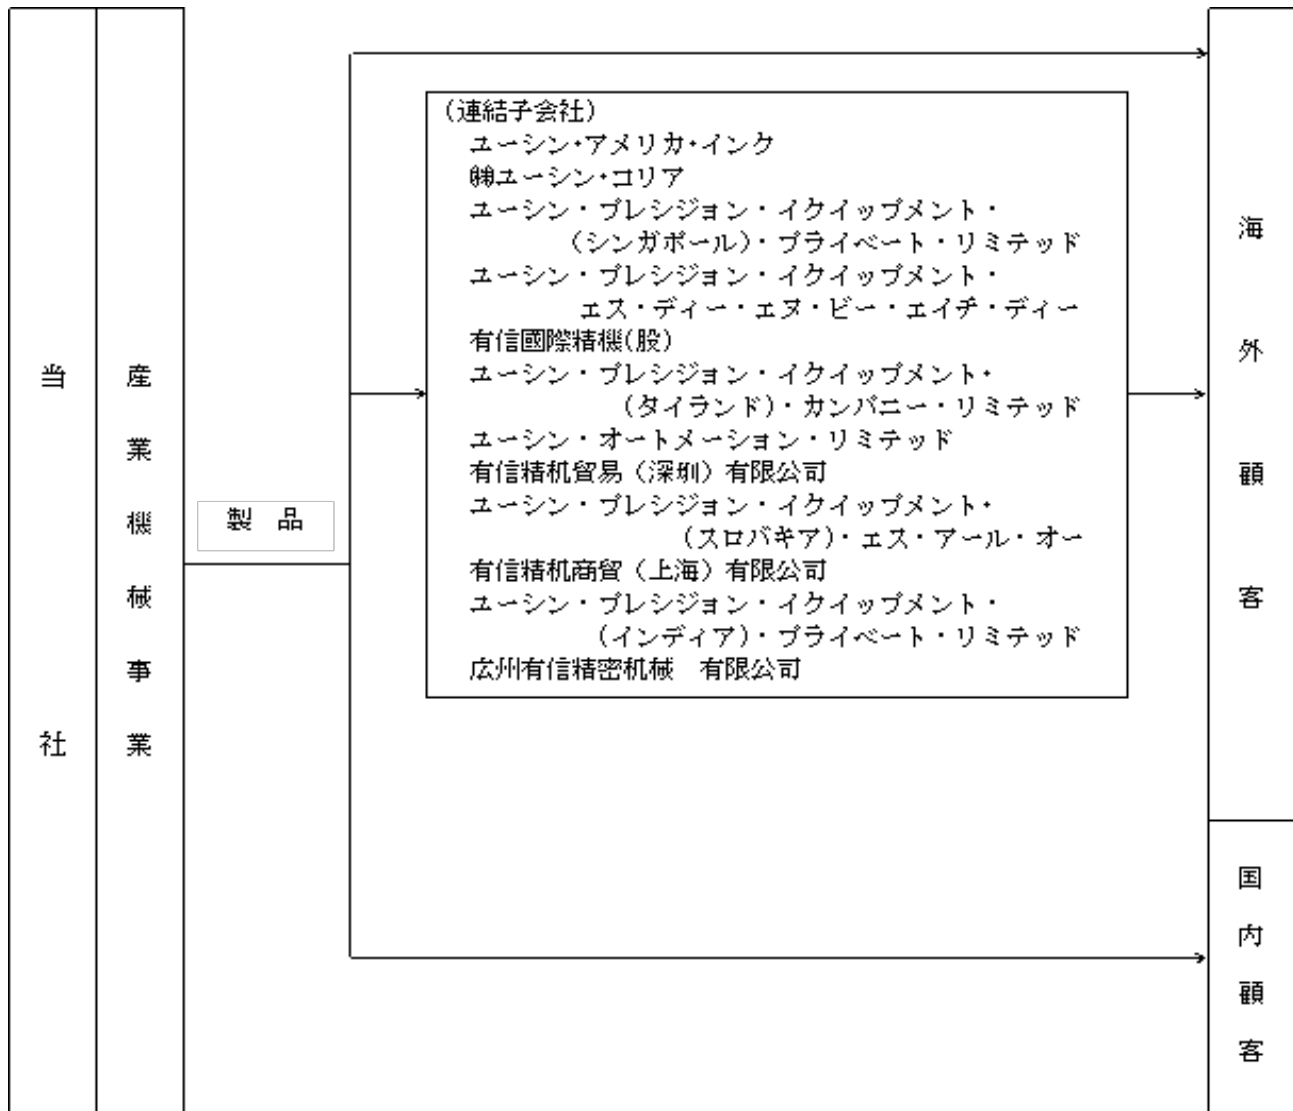 当社
産業機械事業
製 品
（連結子会社）
ユーシン・アメリカ・インク
㈱ユーシン・コリア
ユーシン・プレシジョン・イクイップメント・
（シンガポール）・プライベート・リミテッド
ユーシン・プレシジョン・イクイップメント・
エス・ディー・エヌ・ビー・エイチ・ディー
有信國際精機(股)
ユーシン・プレシジョン・イクイップメント・
（タイランド）・カンパニー・リミテッド
ユーシン・オートメーション・リミテッド
有信精机貿易（深圳）有限公司
ユーシン・プレシジョン・イクイップメント・
（スロバキア）・エス・アール・オー
有信精机商貿（上海）有限公司
ユーシン・プレシジョン・イクイップメント・
（インディア）・プライベート・リミテッド
広州有信精密机械　有限公司
海外顧客
国内顧客